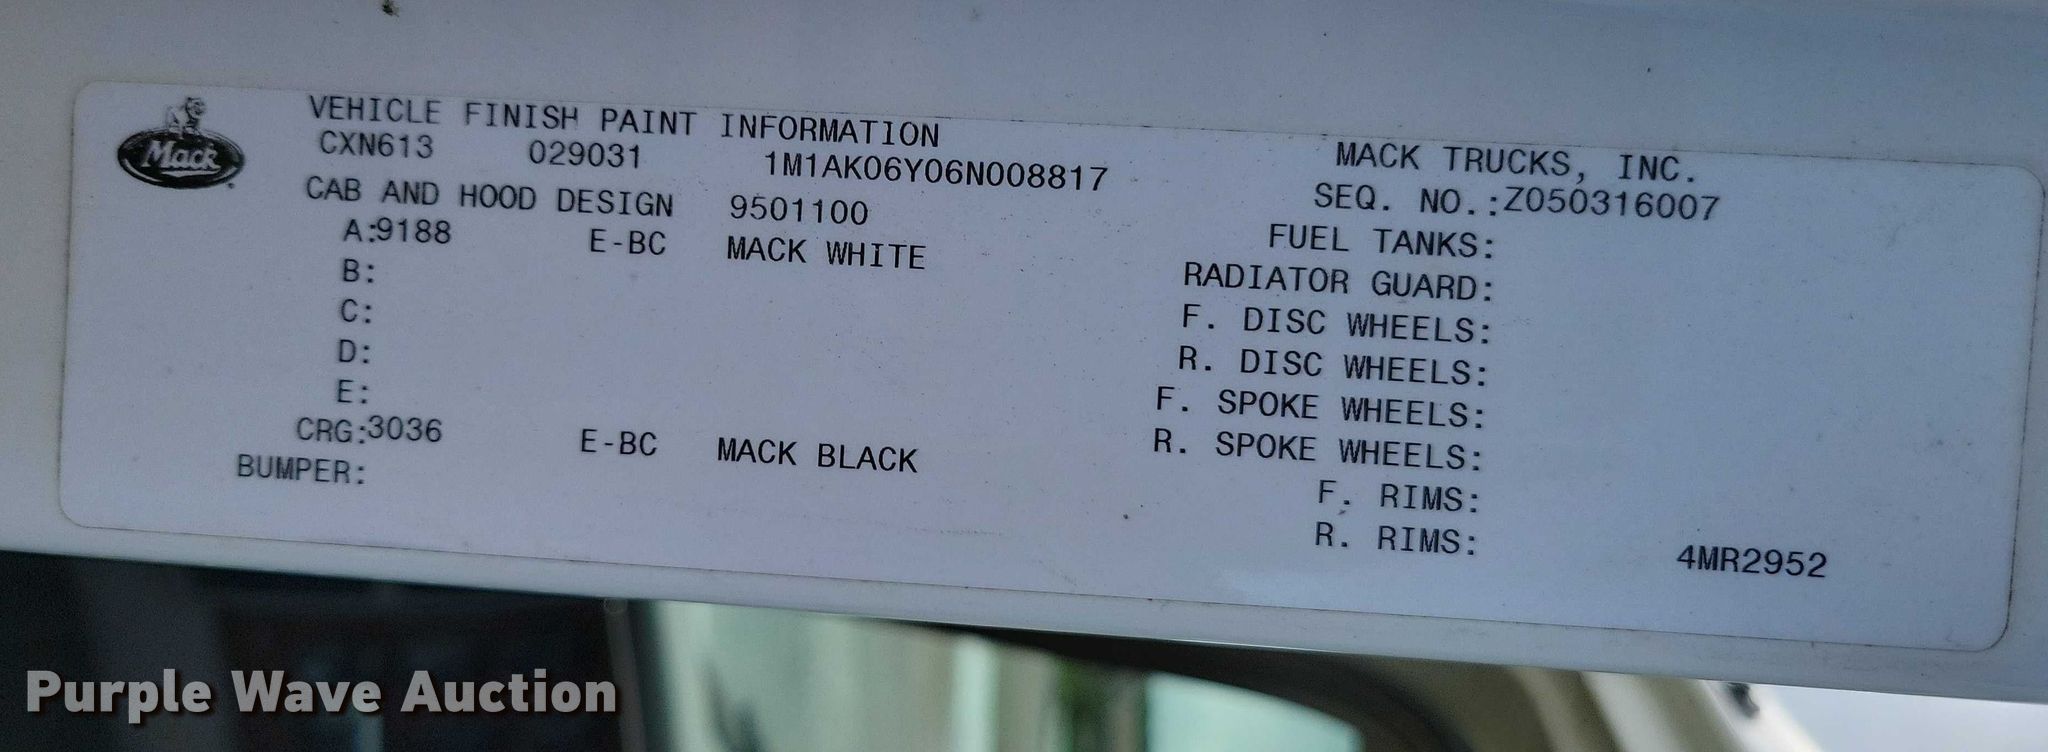 Mack
VEHICLE FINISH PAINT INFORMATION
CXN613 029031 1M1AK06Y06N008817
CAB AND HOOD DESIGN 9501100
A:9188 E-BC MACK WHITE
B:
C:
D:
E:
CRG:3036 E-BC MACK BLACK
BUMPER:
MACK TRUCKS, INC.
SEQ. NO.:Z050316007
FUEL TANKS:
RADIATOR GUARD:
F. DISC WHEELS:
R. DISC WHEELS:
F. SPOKE WHEELS:
R. SPOKE WHEELS:
F. RIMS:
R. RIMS:
4MR2952
Purple Wave Auction